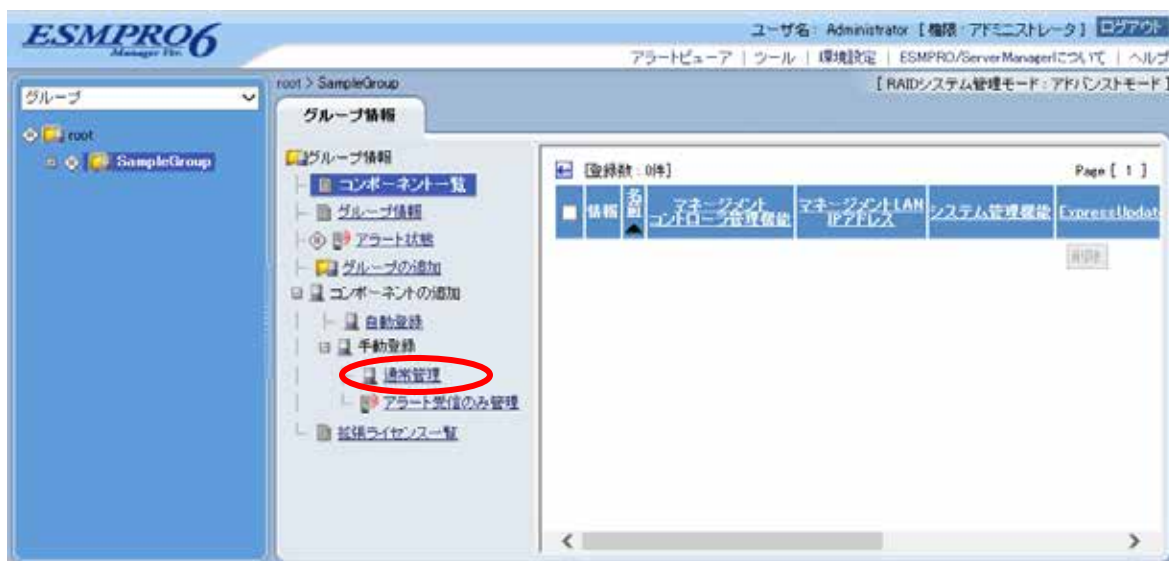 ESMPRO6
Manager Ver.
ユーザ名： Administrator 【 権限 : アドミニストレータ 】 ログアウト
アラートビューア | ツール | 環境設定 | ESMPRO/ServerManagerについて | ヘルプ
グループ
root
SampleGroup
root > SampleGroup
[ RAIDシステム管理モード : アドバンストモード ]
グループ情報
グループ情報
コンポーネント一覧
グループ情報
アラート状態
グループの追加
コンポーネントの追加
自動登録
手動登録
通常管理
アラート受信のみ管理
拡張ライセンス一覧
[登録数 : 0件]
Page [ 1 ]
情報
名前
マネージメント
コントローラ管理機能
マネージメントLAN
IPアドレス
システム管理機能
ExpressUpdat
削除